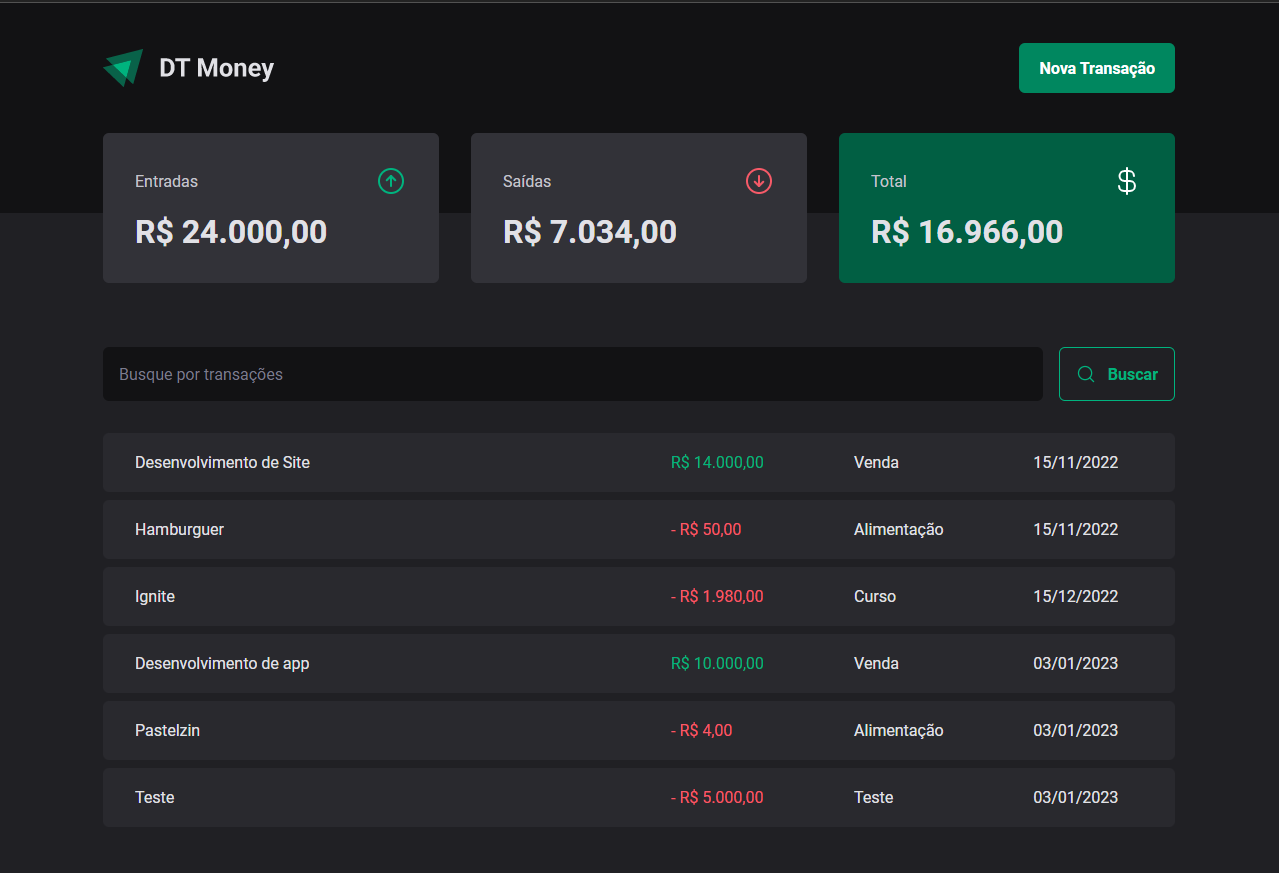 DT Money
Nova Transação
Entradas
R$ 24.000,00
Saídas
R$ 7.034,00
Total
$
R$ 16.966,00
Busque por transações
Buscar
Desenvolvimento de Site R$ 14.000,00 Venda 15/11/2022
Hamburguer - R$ 50,00 Alimentação 15/11/2022
Ignite - R$ 1.980,00 Curso 15/12/2022
Desenvolvimento de app R$ 10.000,00 Venda 03/01/2023
Pastelzin - R$ 4,00 Alimentação 03/01/2023
Teste - R$ 5.000,00 Teste 03/01/2023